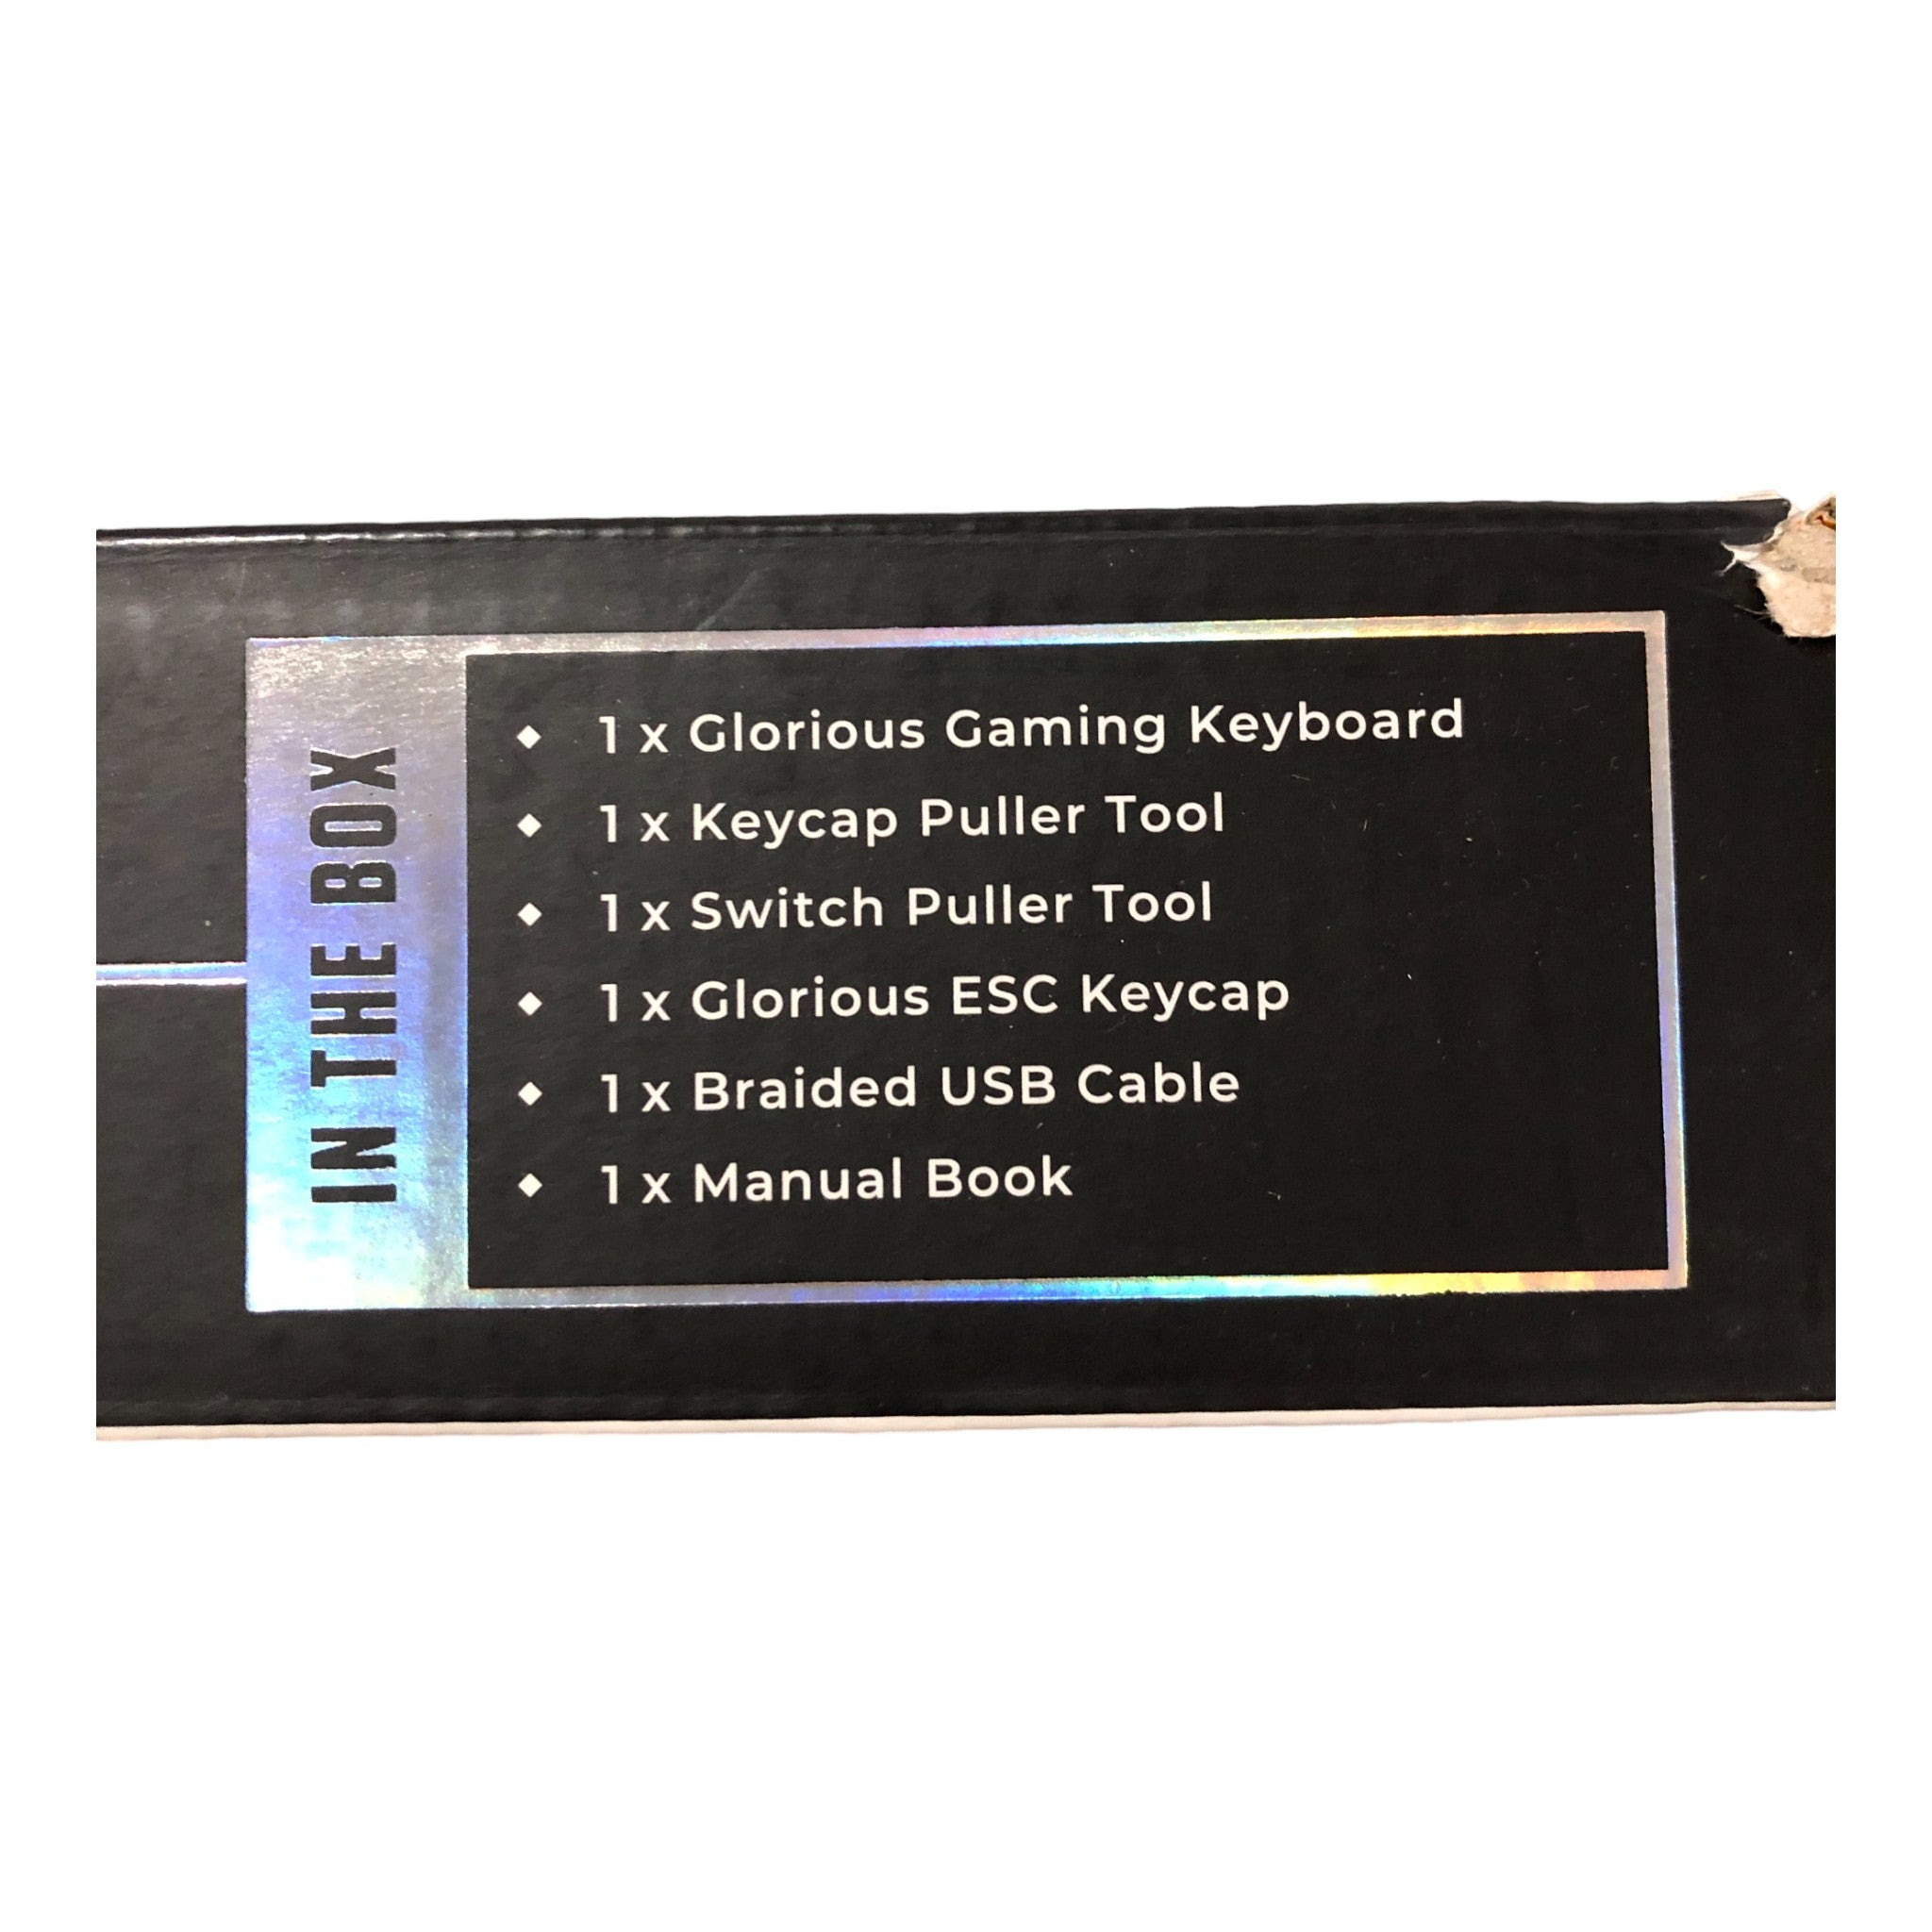 IN THE BOX
◆ 1 x Glorious Gaming Keyboard
◆ 1 x Keycap Puller Tool
◆ 1 x Switch Puller Tool
◆ 1 x Glorious ESC Keycap
◆ 1 x Braided USB Cable
◆ 1 x Manual Book